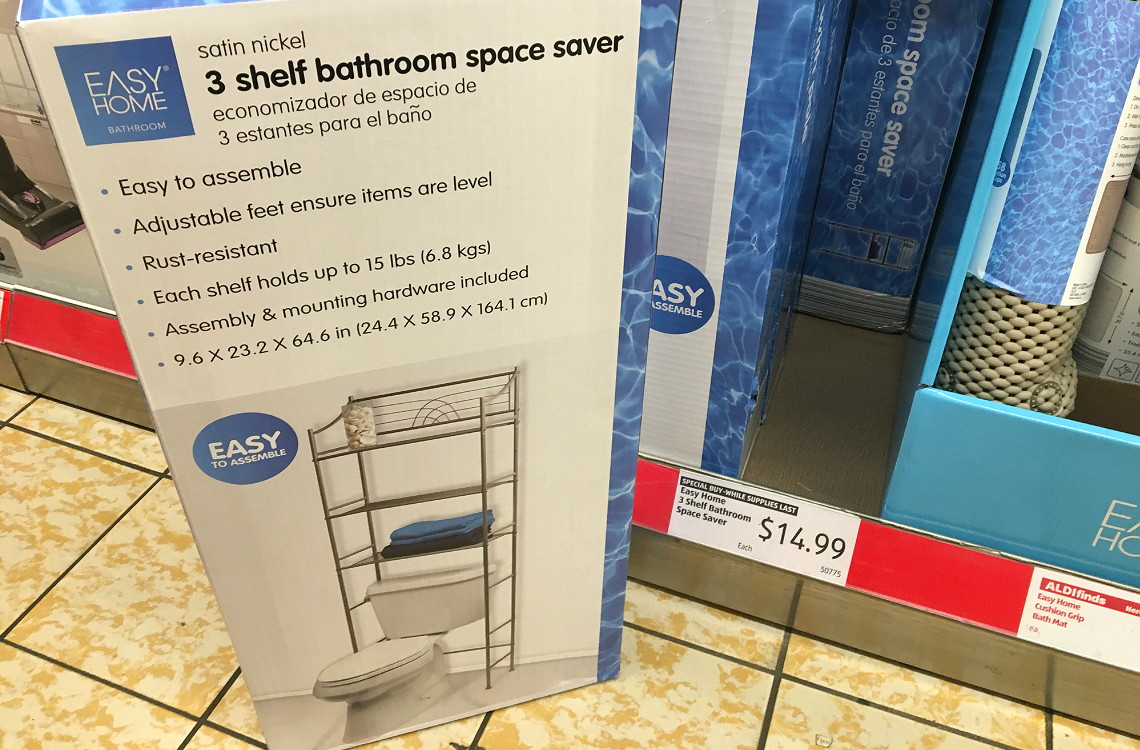 EASY
HOME®
BATHROOM
satin nickel
3 shelf bathroom space saver
economizador de espacio de
3 estantes para el baño
• Easy to assemble
• Adjustable feet ensure items are level
• Rust-resistant
• Each shelf holds up to 15 lbs (6.8 kgs)
• Assembly & mounting hardware included
• 9.6 X 23.2 X 64.6 in (24.4 X 58.9 X 164.1 cm)
EASY
TO ASSEMBLE
ASY
ASSEMBLE
oom space saver
acio de 3 estantes para el baño
SPECIAL BUY-WHILE SUPPLIES LAST
Easy Home
3 Shelf Bathroom
Space Saver
Each
$14.99
50775
ALDIfinds
Easy Home
Cushion Grip
Bath Mat
ea.